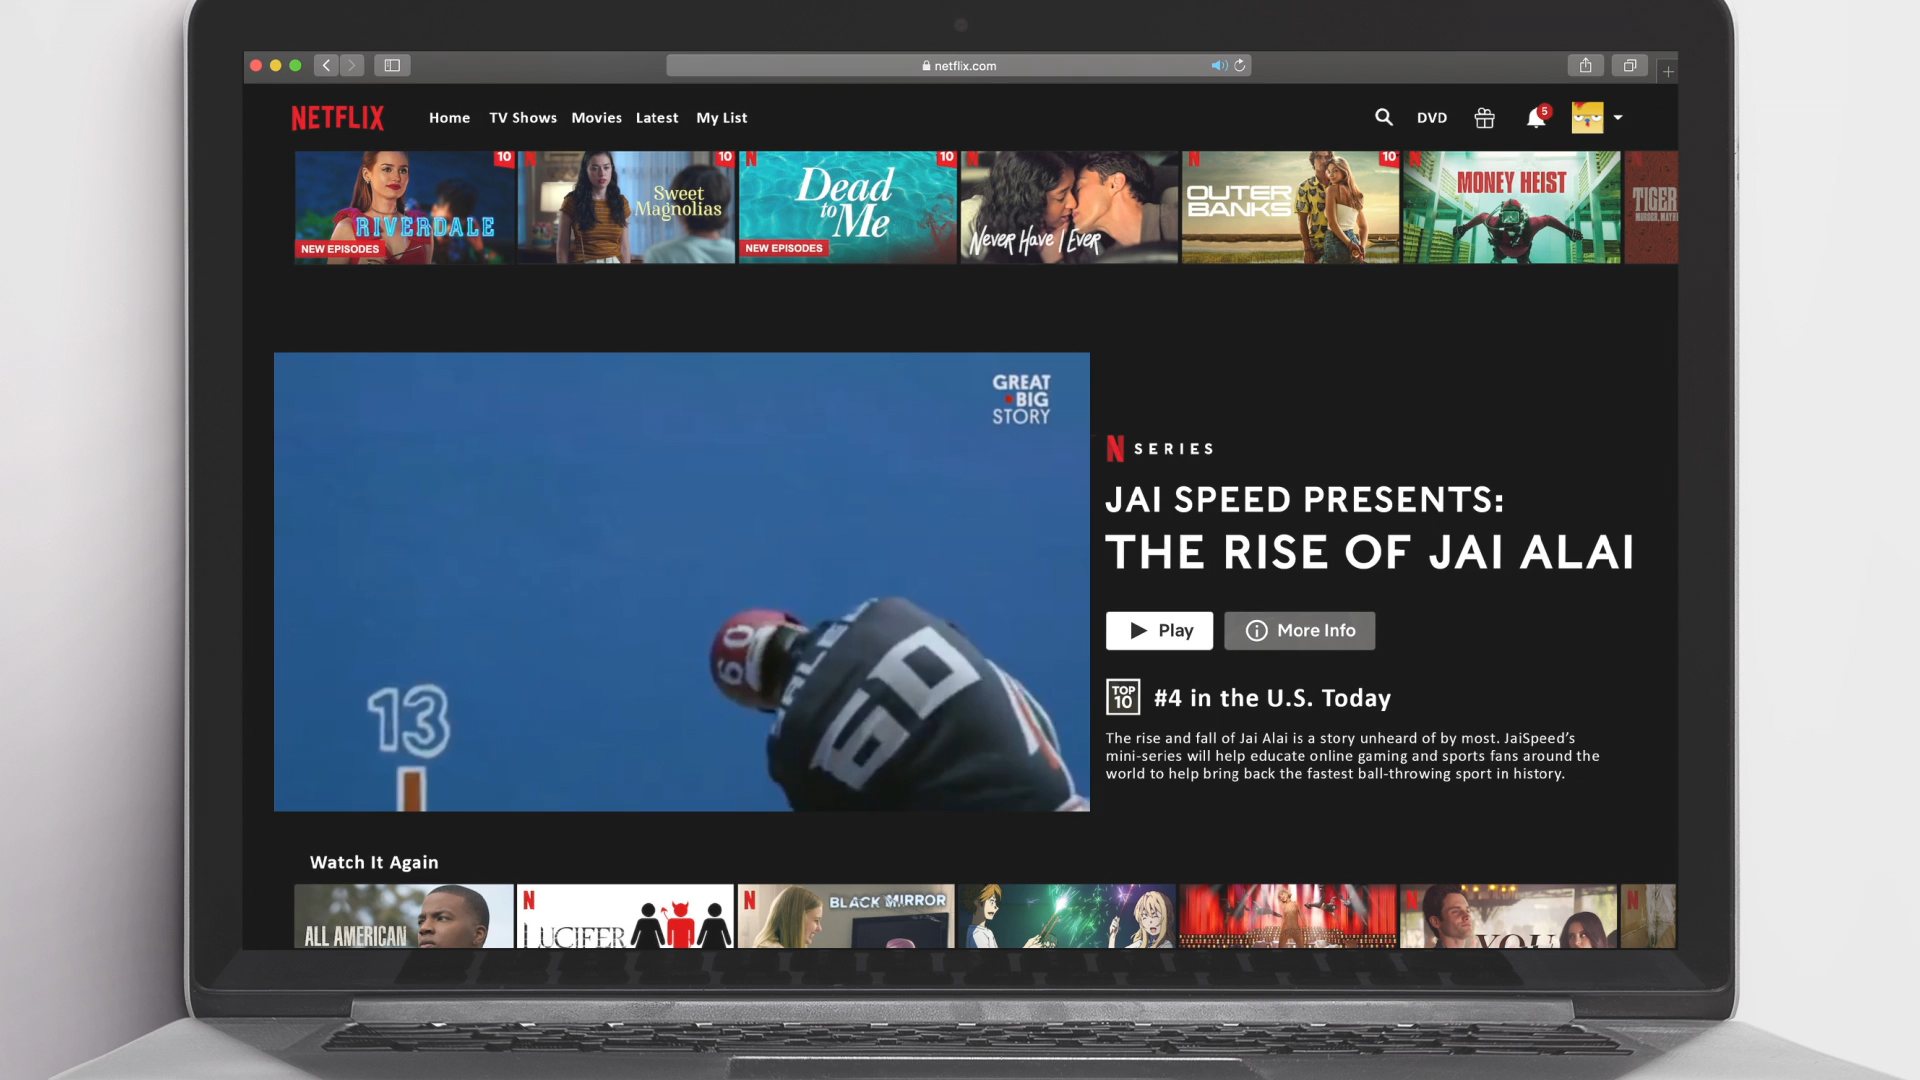 netflix.com
NETFLIX
Home TV Shows Movies Latest My List
DVD
5
10
RIVERDALE
NEW EPISODES
10
Sweet
Magnolias
10
Dead
to
Me
NEW EPISODES
Never Have I Ever
10
OUTER
BANKS
MONEY HEIST
TIGER
GREAT
BIG
STORY
13
60
60
N SERIES
JAI SPEED PRESENTS:
THE RISE OF JAI ALAI
Play
More Info
TOP
10
#4 in the U.S. Today
The rise and fall of Jai Alai is a story unheard of by most. JaiSpeed’s
mini-series will help educate online gaming and sports fans around the
world to help bring back the fastest ball-throwing sport in history.
Watch It Again
ALL AMERICAN
N
LUCIFER
N
BLACK MIRROR
N
YOU
N